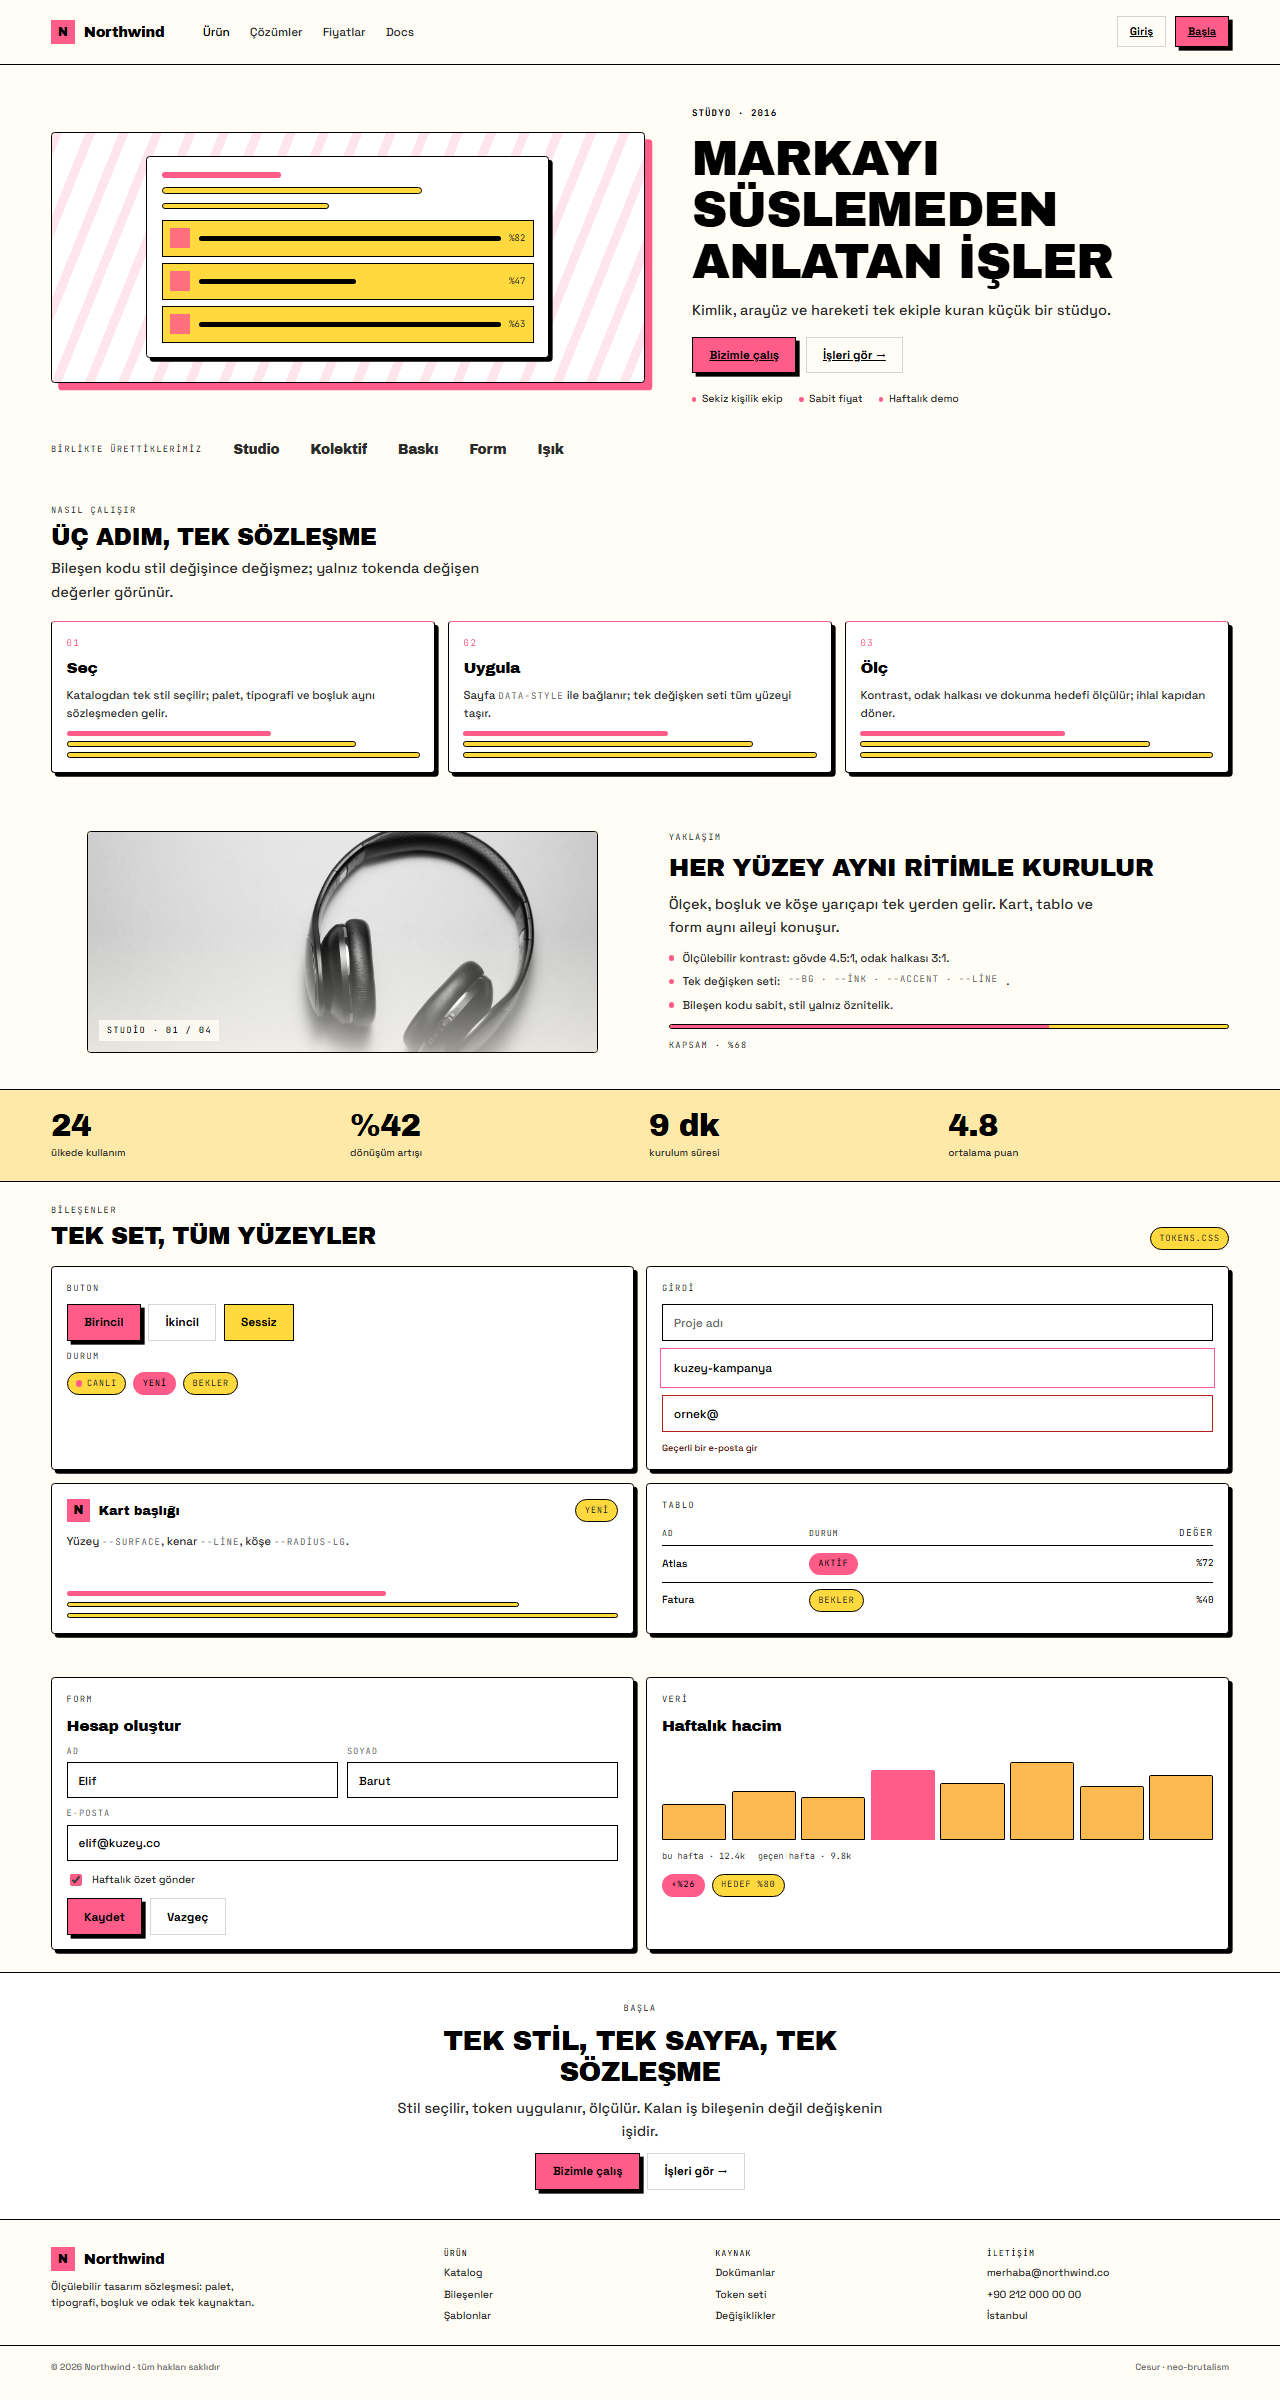 N Northwind Ürün Çözümler Fiyatlar Docs Giriş Başla
STÜDYO · 2016
MARKAYI
SÜSLEMEDEN
ANLATAN İŞLER
Kimlik, arayüz ve hareketi tek ekiple kuran küçük bir stüdyo.
Bizimle çalış İşleri gör →
Sekiz kişilik ekip Sabit fiyat Haftalık demo
%82
%47
%63
BİRLİKTE ÜRETTİKLERİMİZ Studio Kolektif Baskı Form Işık
NASIL ÇALIŞIR
ÜÇ ADIM, TEK SÖZLEŞME
Bileşen kodu stil değişince değişmez; yalnız tokenda değişen
değerler görünür.
01
Seç
Katalogdan tek stil seçilir; palet, tipografi ve boşluk aynı
sözleşmeden gelir.
02
Uygula
Sayfa DATA-STYLE ile bağlanır; tek değişken seti tüm yüzeyi
taşır.
03
Ölç
Kontrast, odak halkası ve dokunma hedefi ölçülür; ihlal kapıdan
döner.
STUDİO · 01 / 04
YAKLAŞIM
HER YÜZEY AYNI RİTİMLE KURULUR
Ölçek, boşluk ve köşe yarıçapı tek yerden gelir. Kart, tablo ve
form aynı aileyi konuşur.
Ölçülebilir kontrast: gövde 4.5:1, odak halkası 3:1.
Tek değişken seti: --BG · --İNK · --ACCENT · --LİNE .
Bileşen kodu sabit, stil yalnız öznitelik.
KAPSAM · %68
24
ülkede kullanım
%42
dönüşüm artışı
9 dk
kurulum süresi
4.8
ortalama puan
BİLEŞENLER
TEK SET, TÜM YÜZEYLER
TOKENS.CSS
BUTON
Birincil İkincil Sessiz
DURUM
CANLI YENİ BEKLER
GİRDİ
Proje adı
kuzey-kampanya
ornek@
Geçerli bir e-posta gir
N Kart başlığı YENİ
Yüzey --SURFACE, kenar --LİNE, köşe --RADİUS-LG.
TABLO
AD DURUM DEĞER
Atlas AKTİF %72
Fatura BEKLER %40
FORM
Hesap oluştur
AD SOYAD
Elif Barut
E-POSTA
elif@kuzey.co
Haftalık özet gönder
Kaydet Vazgeç
VERİ
Haftalık hacim
bu hafta · 12.4k geçen hafta · 9.8k
+%26 HEDEF %80
BAŞLA
TEK STİL, TEK SAYFA, TEK
SÖZLEŞME
Stil seçilir, token uygulanır, ölçülür. Kalan iş bileşenin değil değişkenin
işidir.
Bizimle çalış İşleri gör →
N Northwind
Ölçülebilir tasarım sözleşmesi: palet,
tipografi, boşluk ve odak tek kaynaktan.
ÜRÜN
Katalog
Bileşenler
Şablonlar
KAYNAK
Dokümanlar
Token seti
Değişiklikler
İLETİŞİM
merhaba@northwind.co
+90 212 000 00 00
İstanbul
© 2026 Northwind · tüm hakları saklıdır
Cesur · neo-brutalism